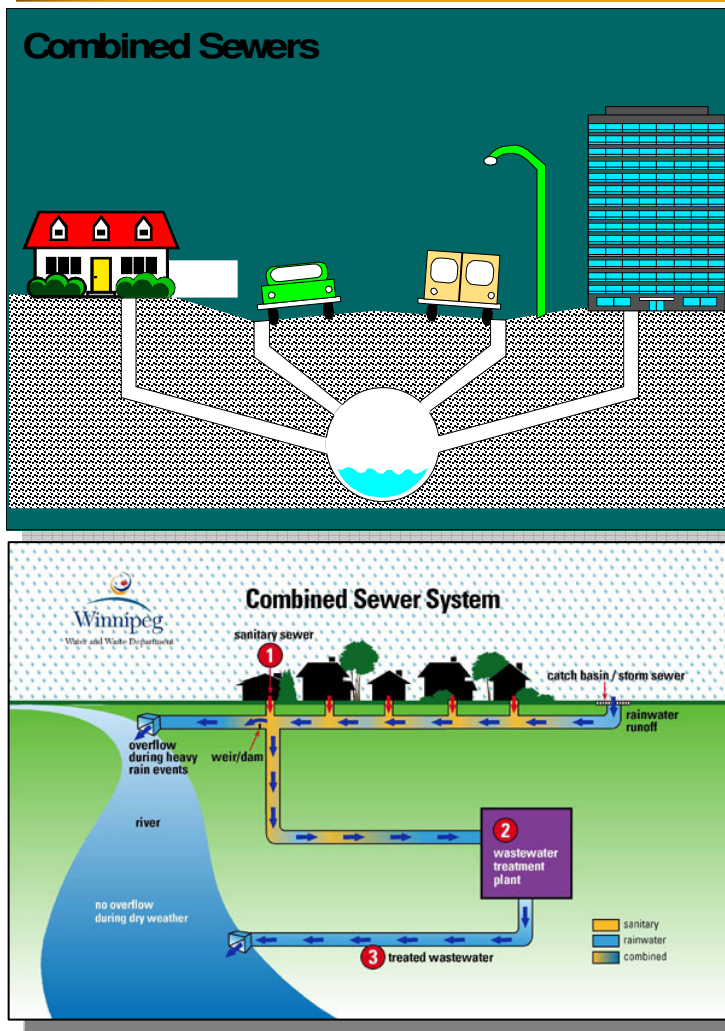 Combined Sewers
Winnipeg
Water and Waste Department
Combined Sewer System
sanitary sewer
1
catch basin / storm sewer
rainwater
runoff
overflow
during heavy
rain events
weir/dam
river
2
wastewater
treatment
plant
no overflow
during dry weather
3 treated wastewater
sanitary
rainwater
combined